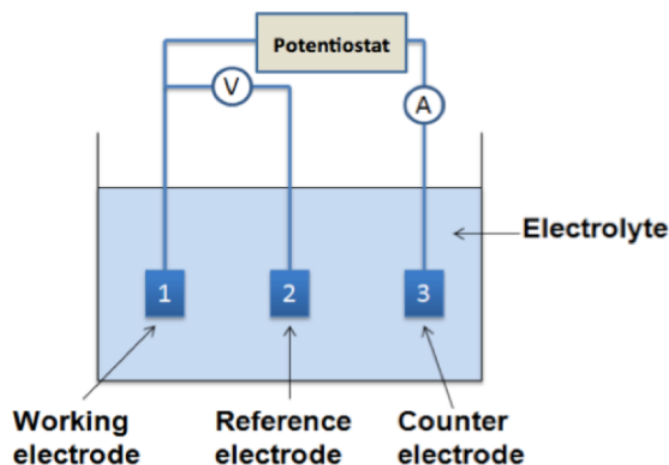 Potentiostat
V
A
Electrolyte
1
2
3
Working
electrode
Reference
electrode
Counter
electrode